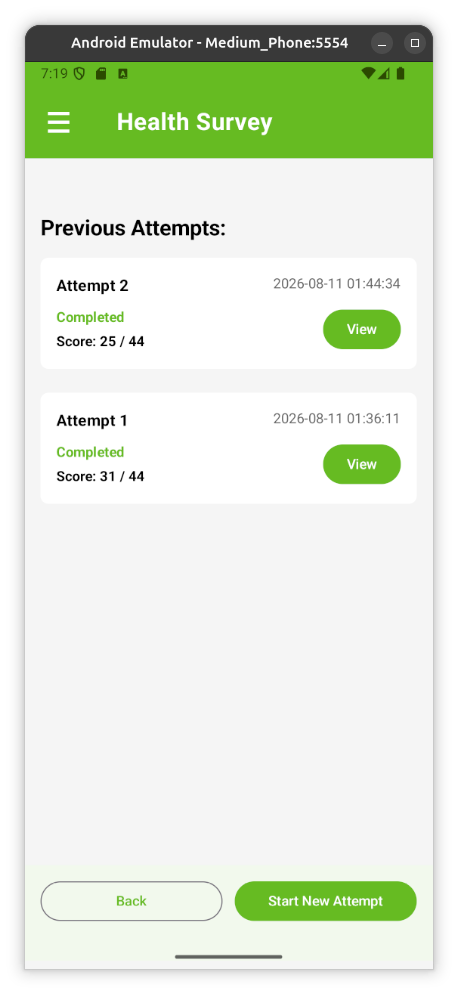 Android Emulator - Medium_Phone:5554
7:19
Health Survey
Previous Attempts:
Attempt 2
2026-08-11 01:44:34
Completed
Score: 25 / 44
View
Attempt 1
2026-08-11 01:36:11
Completed
Score: 31 / 44
View
Back
Start New Attempt